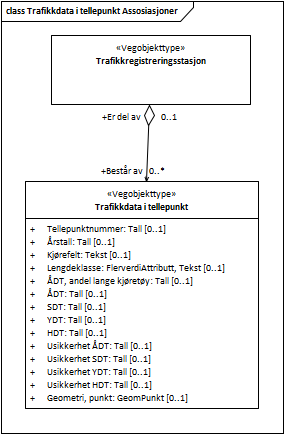 class Trafikkdata i tellepunkt Assosiasjoner
«Vegobjekttype»
Trafikkregistreringsstasjon
+Er del av 0..1
+Består av 0..*
«Vegobjekttype»
Trafikkdata i tellepunkt
+ Tellepunktnummer: Tall [0..1]
+ Årstall: Tall [0..1]
+ Kjørefelt: Tekst [0..1]
+ Lengdeklasse: FlerverdiAttributt, Tekst [0..1]
+ ÅDT, andel lange kjøretøy: Tall [0..1]
+ ÅDT: Tall [0..1]
+ SDT: Tall [0..1]
+ YDT: Tall [0..1]
+ HDT: Tall [0..1]
+ Usikkerhet ÅDT: Tall [0..1]
+ Usikkerhet SDT: Tall [0..1]
+ Usikkerhet YDT: Tall [0..1]
+ Usikkerhet HDT: Tall [0..1]
+ Geometri, punkt: GeomPunkt [0..1]